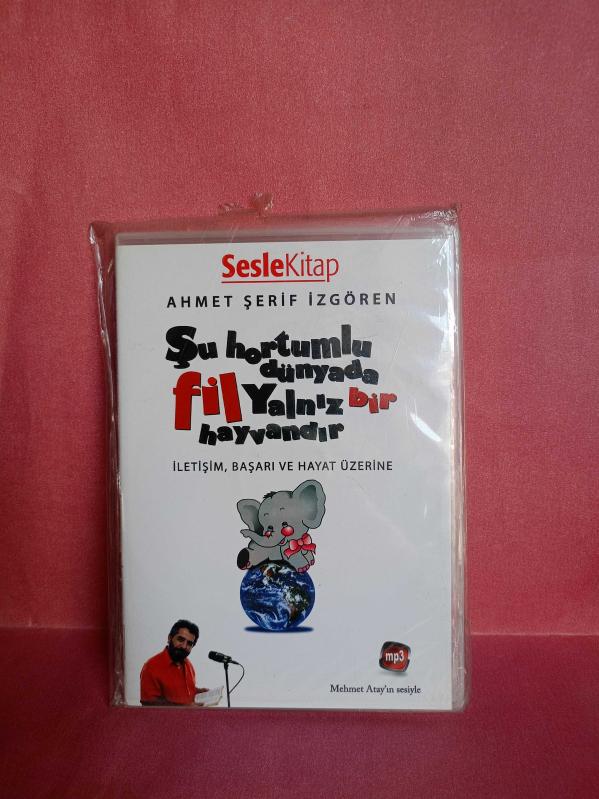 SesleKitap
AHMET ŞERİF İZGÖREN
Şu hortumlu
dünyada
fil Yalnız bir
hayvandır
İLETİŞİM, BAŞARI VE HAYAT ÜZERİNE
mp3
Mehmet Atay'ın sesiyle